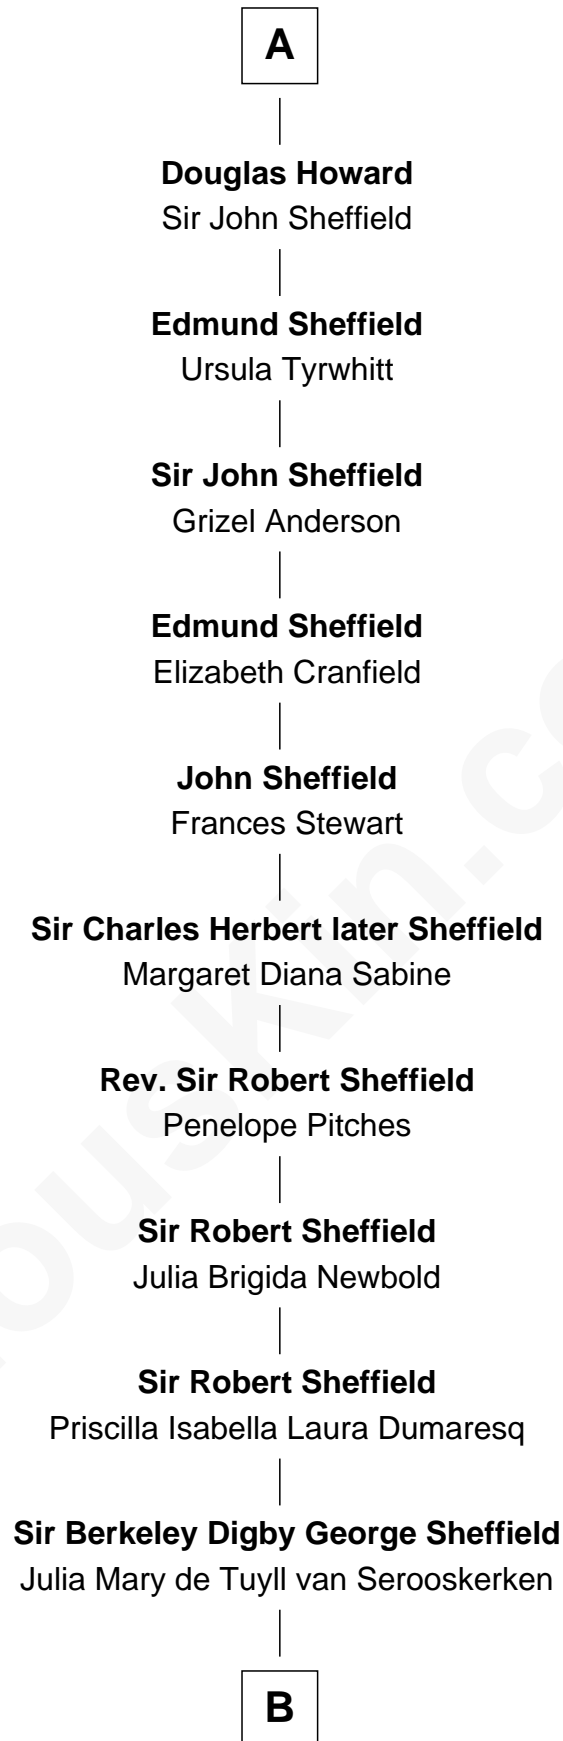 A
Douglas Howard
Sir John Sheffield
Edmund Sheffield
Ursula Tyrwhitt
Sir John Sheffield
Grizel Anderson
Edmund Sheffield
Elizabeth Cranfield
John Sheffield
Frances Stewart
Sir Charles Herbert later Sheffield
Margaret Diana Sabine
Rev. Sir Robert Sheffield
Penelope Pitches
Sir Robert Sheffield
Julia Brigida Newbold
Sir Robert Sheffield
Priscilla Isabella Laura Dumaresq
Sir Berkeley Digby George Sheffield
Julia Mary de Tuyll van Serooskerken
B